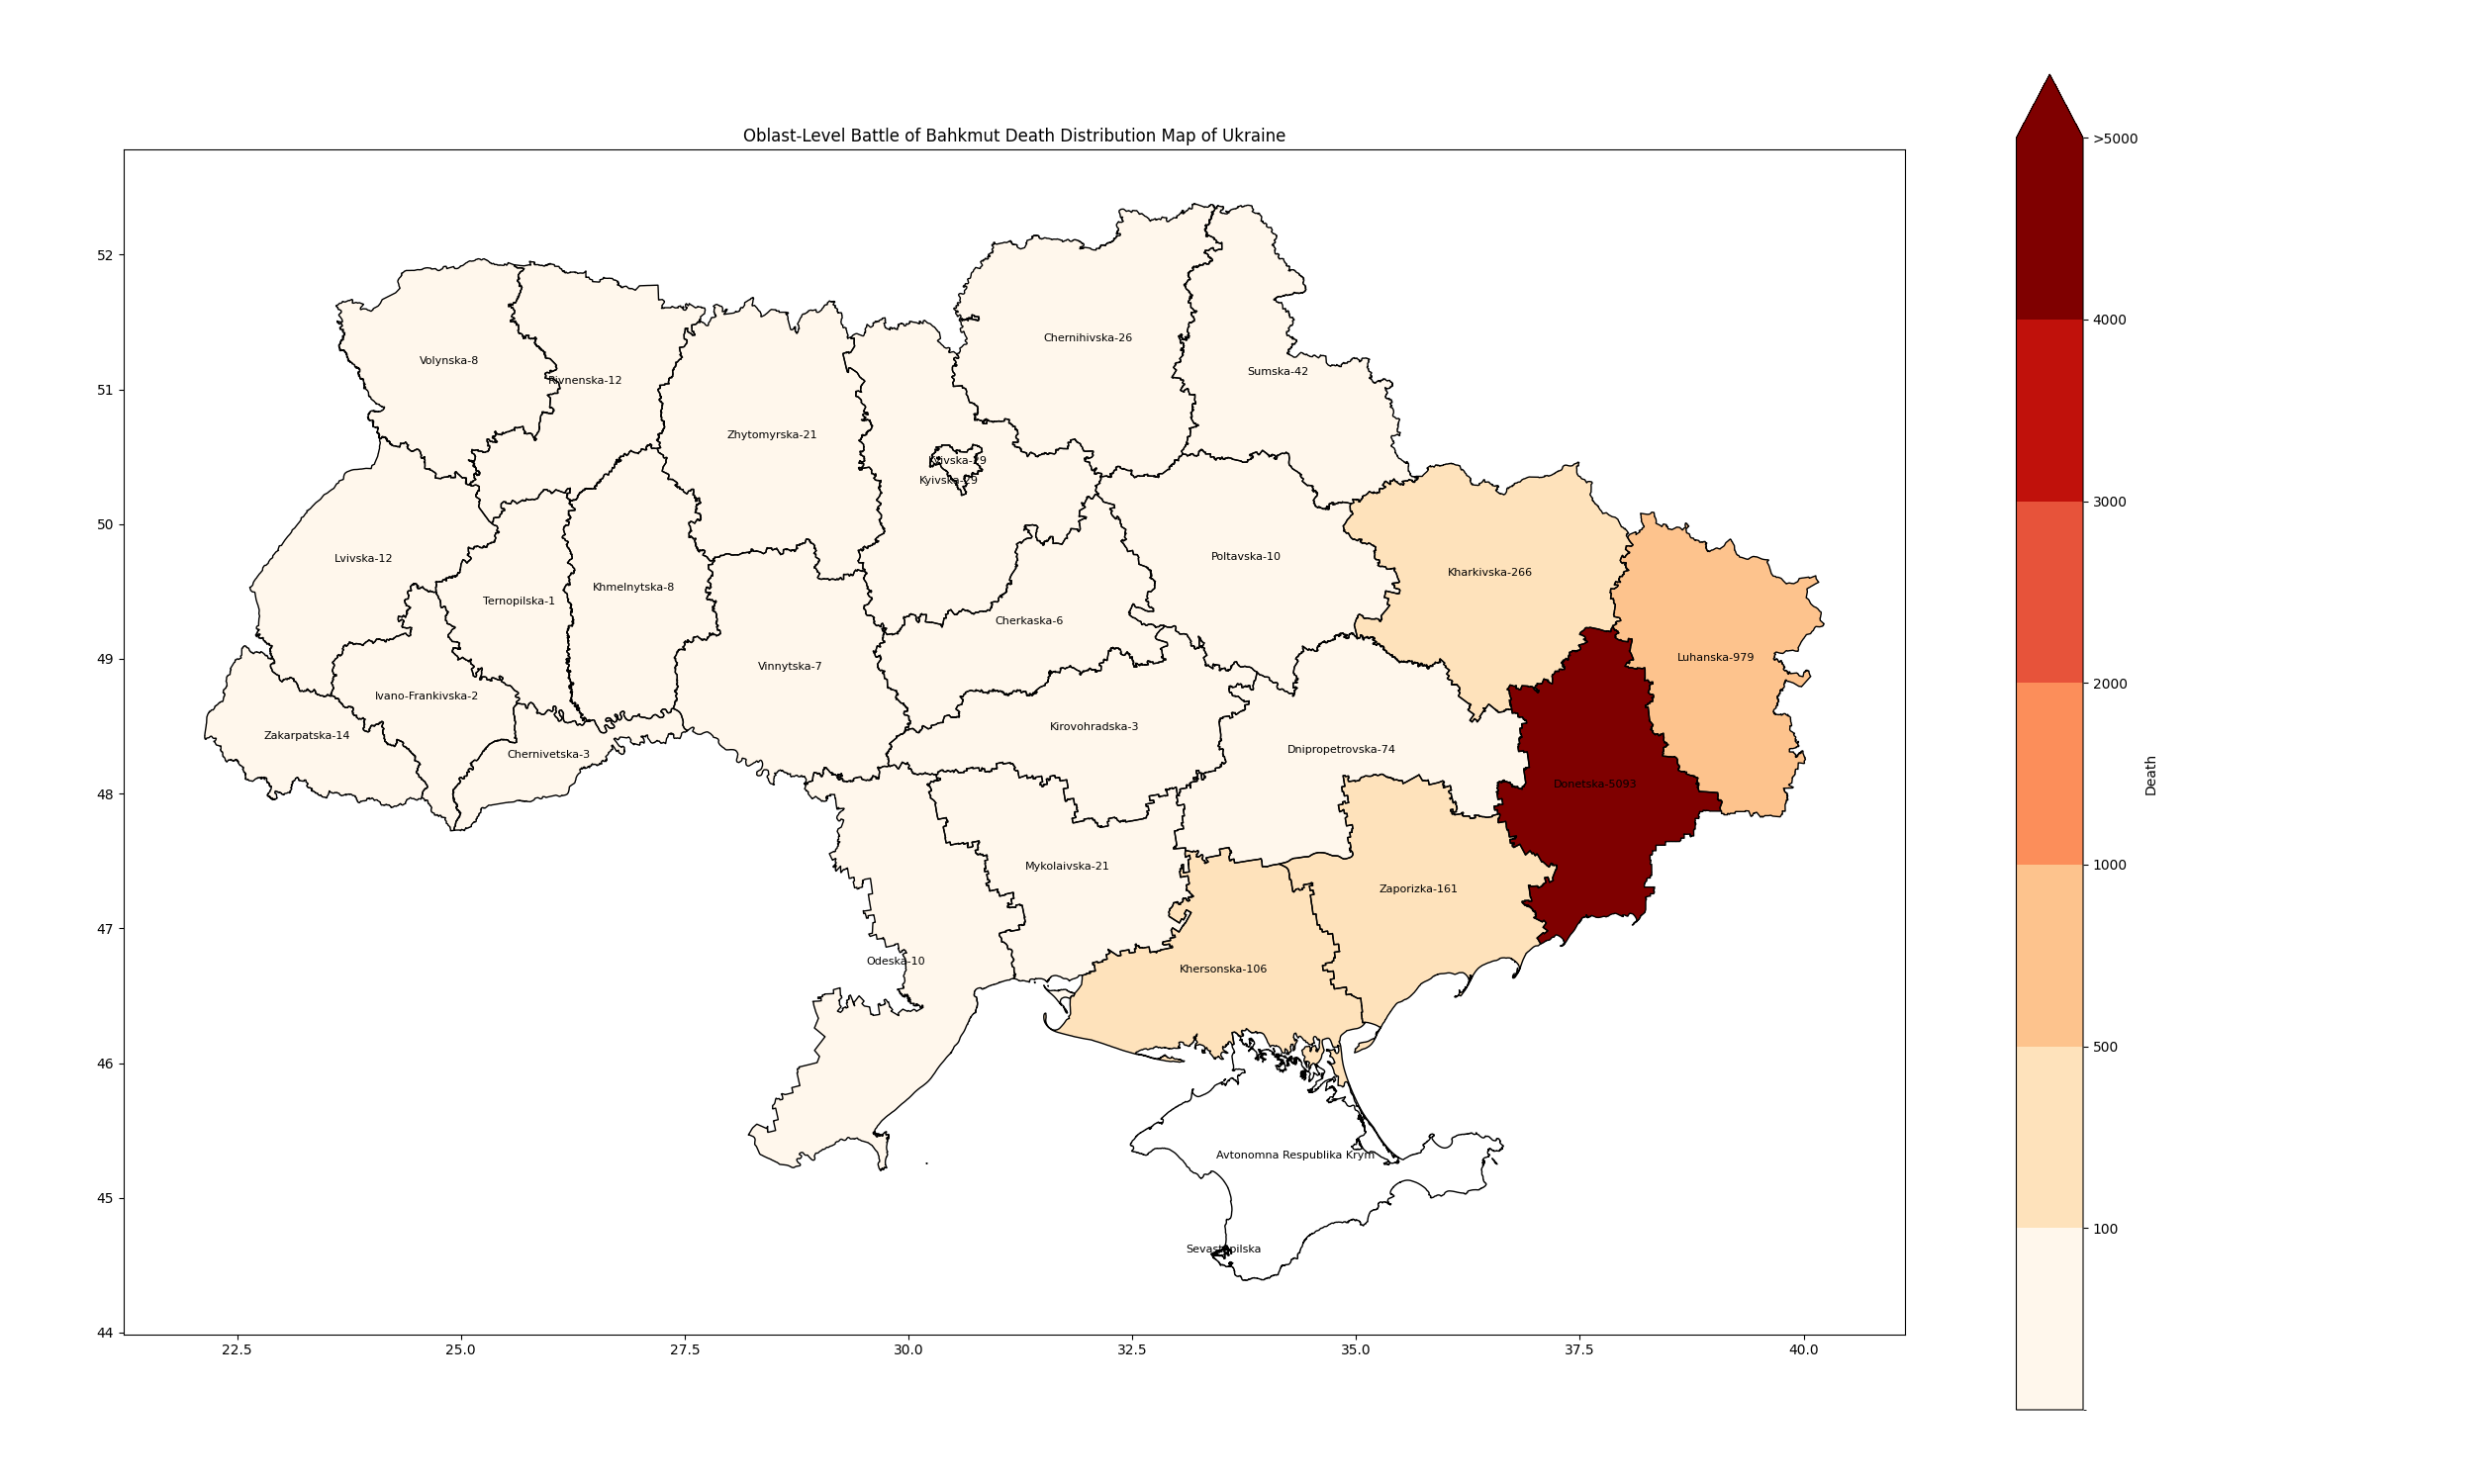 Oblast-Level Battle of Bahkmut Death Distribution Map of Ukraine
>5000
52
4000
Chernihivska-26
Volynska-8
Sumska-42
Rivnenska-12
51
Zhytomyrska-21
Kyivska-29
Kyivska-29
3000
50
Poltavska-10
Lvivska-12
Kharkivska-266
Khmelnytska-8
Ternopilska-1
Cherkaska-6
49
Luhanska-979
Vinnytska-7
2000
Ivano-Frankivska-2
Kirovohradska-3
Zakarpatska-14
Dnipropetrovska-74
Chernivetska-3
Death
Donetska-5093
48
1000
Mykolaivska-21
Zaporizka-161
47
Odeska-10
Khersonska-106
500
46
Avtonomna Respublika Krym
45
100
Sevastopilska
44
22.5 25.0 27.5 30.0 32.5 35.0 37.5 40.0